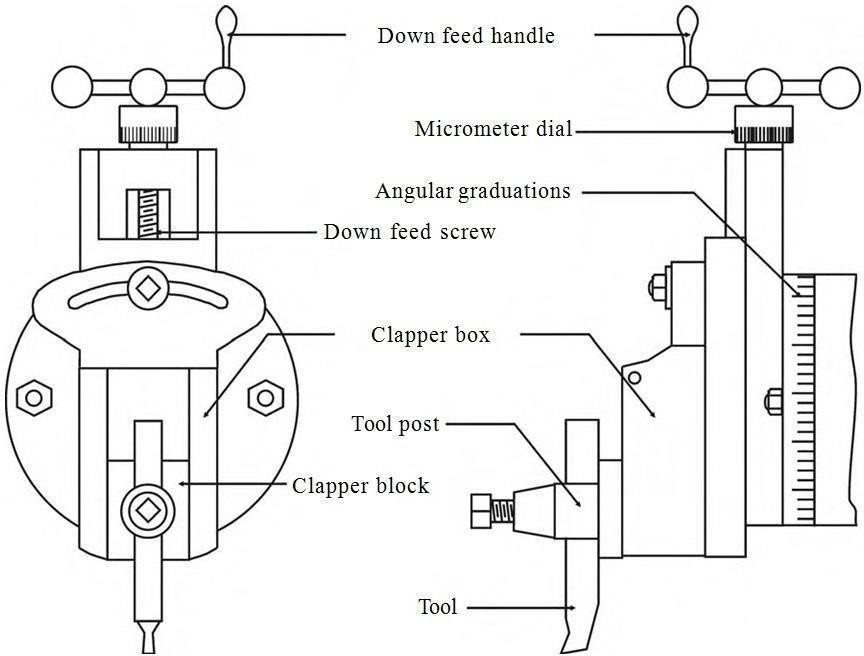 Down feed handle
Micrometer dial
Angular graduations
Down feed screw
Clapper box
Tool post
Clapper block
Tool